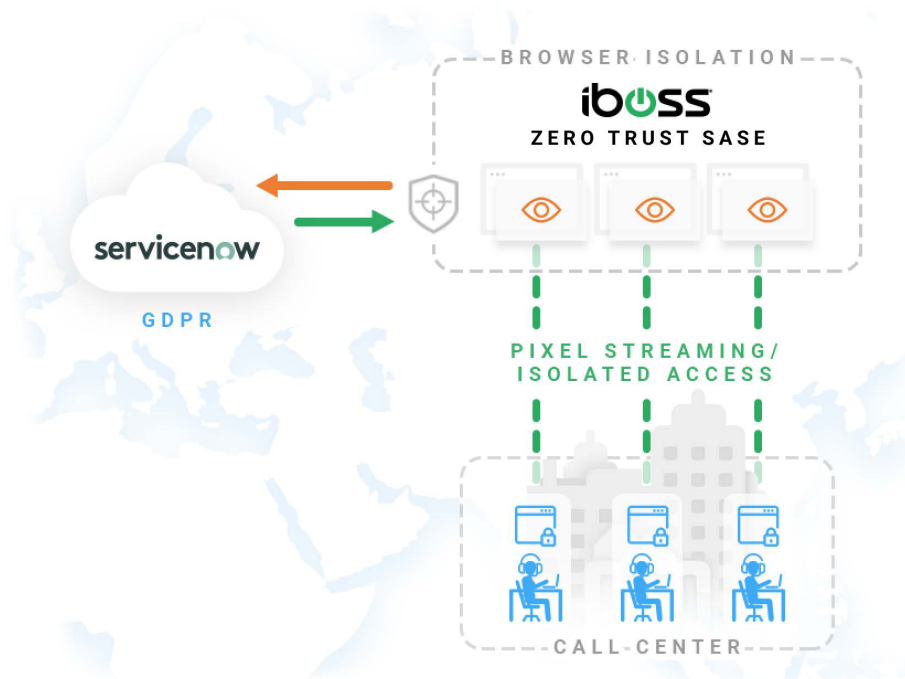 BROWSER ISOLATION
iboss
ZERO TRUST SASE
servicenow
GDPR
PIXEL STREAMING/
ISOLATED ACCESS
CALL CENTER